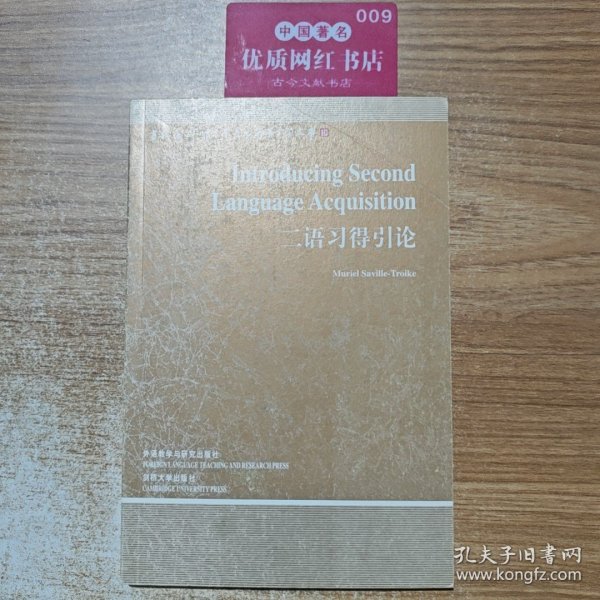 009
中国著名
优质网红书店
古今文献书店
Introducing Second
Language Acquisition
二语习得引论
Muriel Saville-Troike
外语教学与研究出版社
FOREIGN LANGUAGE TEACHING AND RESEARCH PRESS
剑桥大学出版社
CAMBRIDGE UNIVERSITY PRESS
孔夫子旧书网
www.kongfz.com